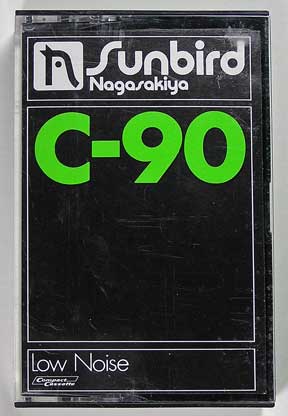 Sunbird
Nagasakiya
C-90
Low Noise
Compact
Cassette